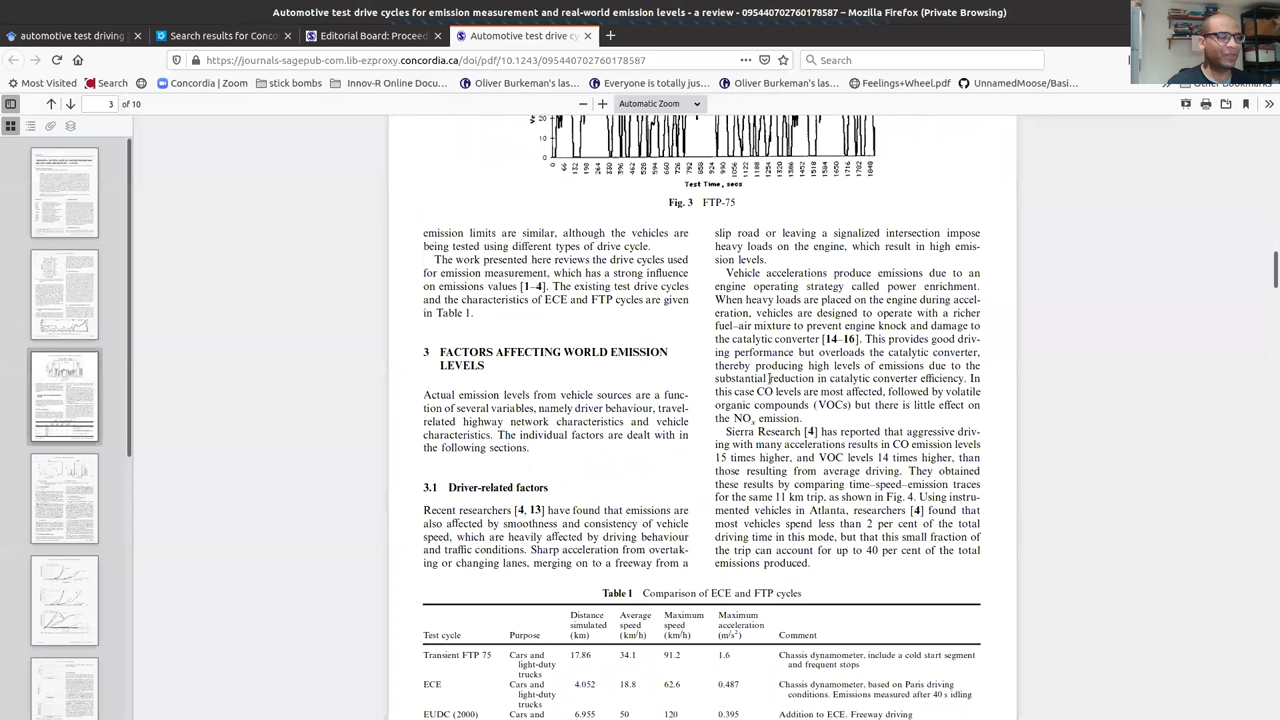 Automotive test drive cycles for emission measurement and real-world emission levels - a review - 095440702760178587 – Mozilla Firefox (Private Browsing)
automotive test driving
Search results for Conco
Editorial Board: Proceed
Automotive test drive cy
https://journals-sagepub-com.lib-ezproxy.concordia.ca/doi/pdf/10.1243/095440702760178587
Search
Most Visited
Search
Concordia | Zoom
stick bombs
Innov-R Online Docu...
Oliver Burkeman's las...
Everyone is totally jus...
Oliver Burkeman's las...
Feelings+Wheel.pdf
UnnamedMoose/Basi...
Other Bookmarks
3 of 10
Automatic Zoom
20
0
Test Time, secs
Fig. 3 FTP-75
emission limits are similar, although the vehicles are
being tested using different types of drive cycle.
The work presented here reviews the drive cycles used
for emission measurement, which has a strong influence
on emissions values [1–4]. The existing test drive cycles
and the characteristics of ECE and FTP cycles are given
in Table 1.
3 FACTORS AFFECTING WORLD EMISSION
LEVELS
Actual emission levels from vehicle sources are a func-
tion of several variables, namely driver behaviour, travel-
related highway network characteristics and vehicle
characteristics. The individual factors are dealt with in
the following sections.
3.1 Driver-related factors
Recent researchers [4, 13] have found that emissions are
also affected by smoothness and consistency of vehicle
speed, which are heavily affected by driving behaviour
and traffic conditions. Sharp acceleration from overtak-
ing or changing lanes, merging on to a freeway from a
slip road or leaving a signalized intersection impose
heavy loads on the engine, which result in high emis-
sion levels.
Vehicle accelerations produce emissions due to an
engine operating strategy called power enrichment.
When heavy loads are placed on the engine during accel-
eration, vehicles are designed to operate with a richer
fuel–air mixture to prevent engine knock and damage to
the catalytic converter [14–16]. This provides good driv-
ing performance but overloads the catalytic converter,
thereby producing high levels of emissions due to the
substantial reduction in catalytic converter efficiency. In
this case CO levels are most affected, followed by volatile
organic compounds (VOCs) but there is little effect on
the NOx emission.
Sierra Research [4] has reported that aggressive driv-
ing with many accelerations results in CO emission levels
15 times higher, and VOC levels 14 times higher, than
those resulting from average driving. They obtained
these results by comparing time–speed–emission traces
for the same 11 km trip, as shown in Fig. 4. Using instru-
mented vehicles in Atlanta, researchers [4] found that
most vehicles spend less than 2 per cent of the total
driving time in this mode, but that this small fraction of
the trip can account for up to 40 per cent of the total
emissions produced.
Table 1 Comparison of ECE and FTP cycles
Test cycle Purpose Distance simulated (km) Average speed (km/h) Maximum speed (km/h) Maximum acceleration (m/s²) Comment
Transient FTP 75 Cars and 17.86 34.1 91.2 1.6 Chassis dynamometer, include a cold start segment
light-duty and frequent stops
trucks
ECE Cars and 4.052 18.8 62.6 0.487 Chassis dynamometer, based on Paris driving
light-duty conditions. Emissions measured after 40 s idling
trucks
EUDC (2000) Cars and 6.955 50 120 0.395 Addition to ECE. Freeway driving